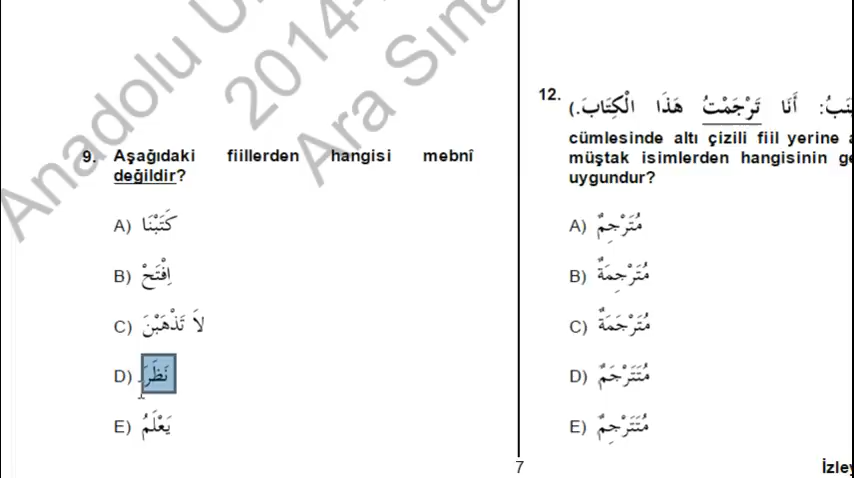 Anadolu
2014-
Ara Sına
9. Aşağıdaki fiillerden hangisi mebnî
değildir?
A) كَتَبْنَا
B) اِفْتَحْ
C) لاَ تَذْهَبْنَ
D) نَظَرَ
E) يَعْلَمُ
12. أَنَا تَرْجَمْتُ هَذَا الْكِتَابَ.)
cümlesinde altı çizili fiil yerine
müştak isimlerden hangisinin
uygundur?
A) مُتَرْجِمٌ
B) مُتَرْجِمَةٌ
C) مُتَرْجَمَةٌ
D) مُتَتَرْجَمٌ
E) مُتَتَرْجِمٌ
7